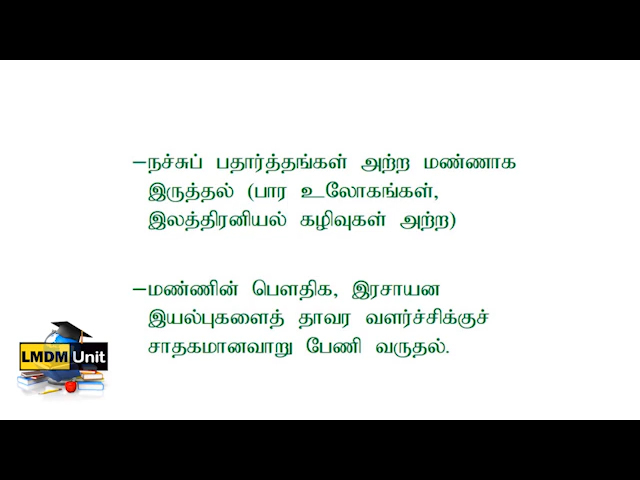 –நச்சுப் பதார்த்தங்கள் அற்ற மண்ணாக
இருத்தல் (பார உலோகங்கள்,
இலத்திரனியல் கழிவுகள் அற்ற)
–மண்ணின் பௌதிக, இரசாயன
இயல்புகளைத் தாவர வளர்ச்சிக்குச்
சாதகமானவாறு பேணி வருதல்.
LMDM Unit